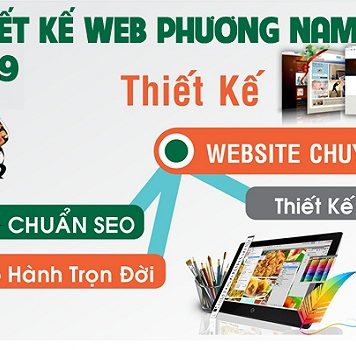 ẾT KẾ WEB PHƯƠNG NAM
9
Thiết Kế
WEBSITE CHUY
Thiết Kế
CHUẨN SEO
Hành Trọn Đời